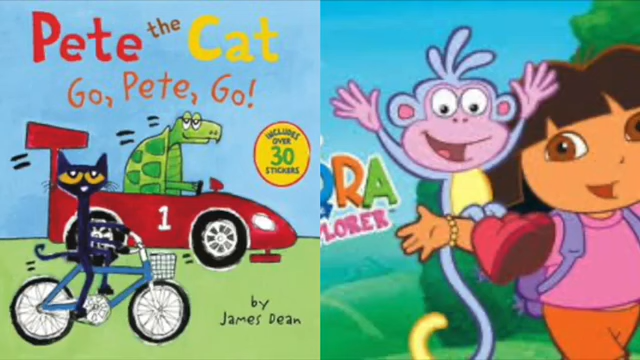 Pete the Cat
Go, Pete, Go!
INCLUDES
OVER
30
STICKERS
1
by
James Dean